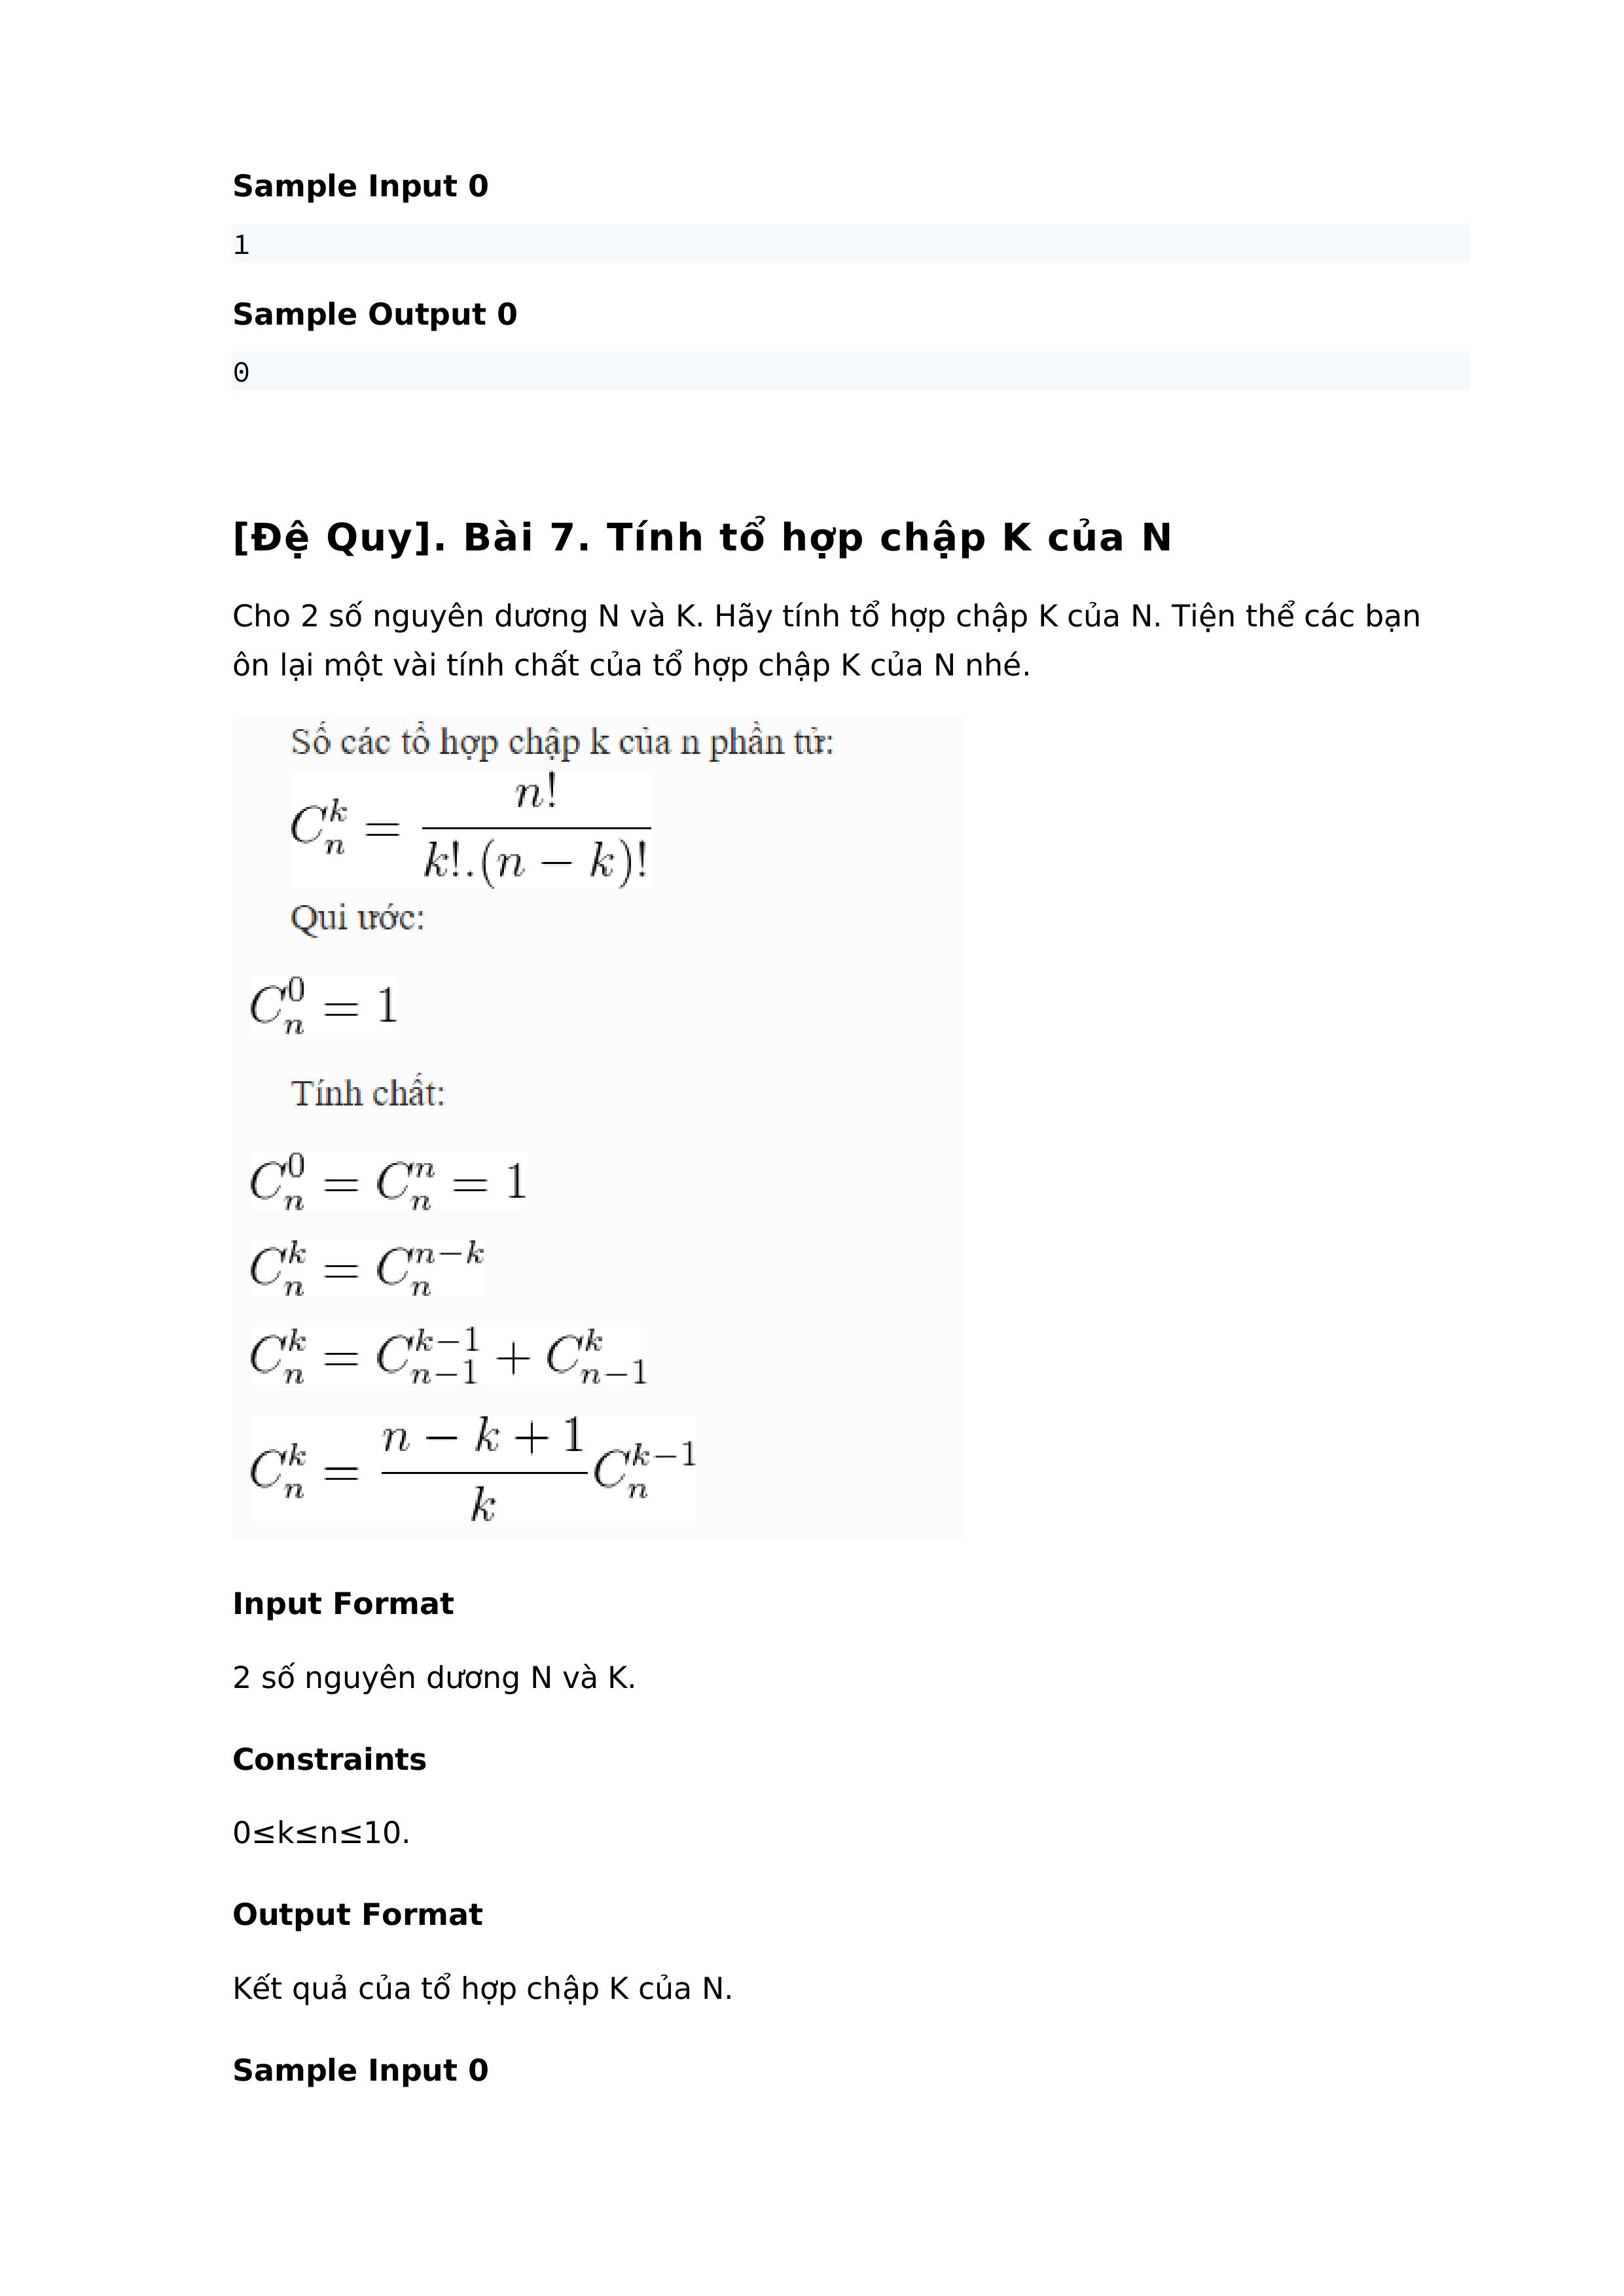 Sample Input 0
1
Sample Output 0
0
[Đệ Quy]. Bài 7. Tính tổ hợp chập K của N
Cho 2 số nguyên dương N và K. Hãy tính tổ hợp chập K của N. Tiện thể các bạn
ôn lại một vài tính chất của tổ hợp chập K của N nhé.
Số các tổ hợp chập k của n phần tử:
$C_n^k = \frac{n!}{k!.(n-k)!}$
Qui ước:
$C_n^0 = 1$
Tính chất:
$C_n^0 = C_n^n = 1$
$C_n^k = C_n^{n-k}$
$C_n^k = C_{n-1}^{k-1} + C_{n-1}^k$
$C_n^k = \frac{n-k+1}{k} C_n^{k-1}$
Input Format
2 số nguyên dương N và K.
Constraints
0≤k≤n≤10.
Output Format
Kết quả của tổ hợp chập K của N.
Sample Input 0